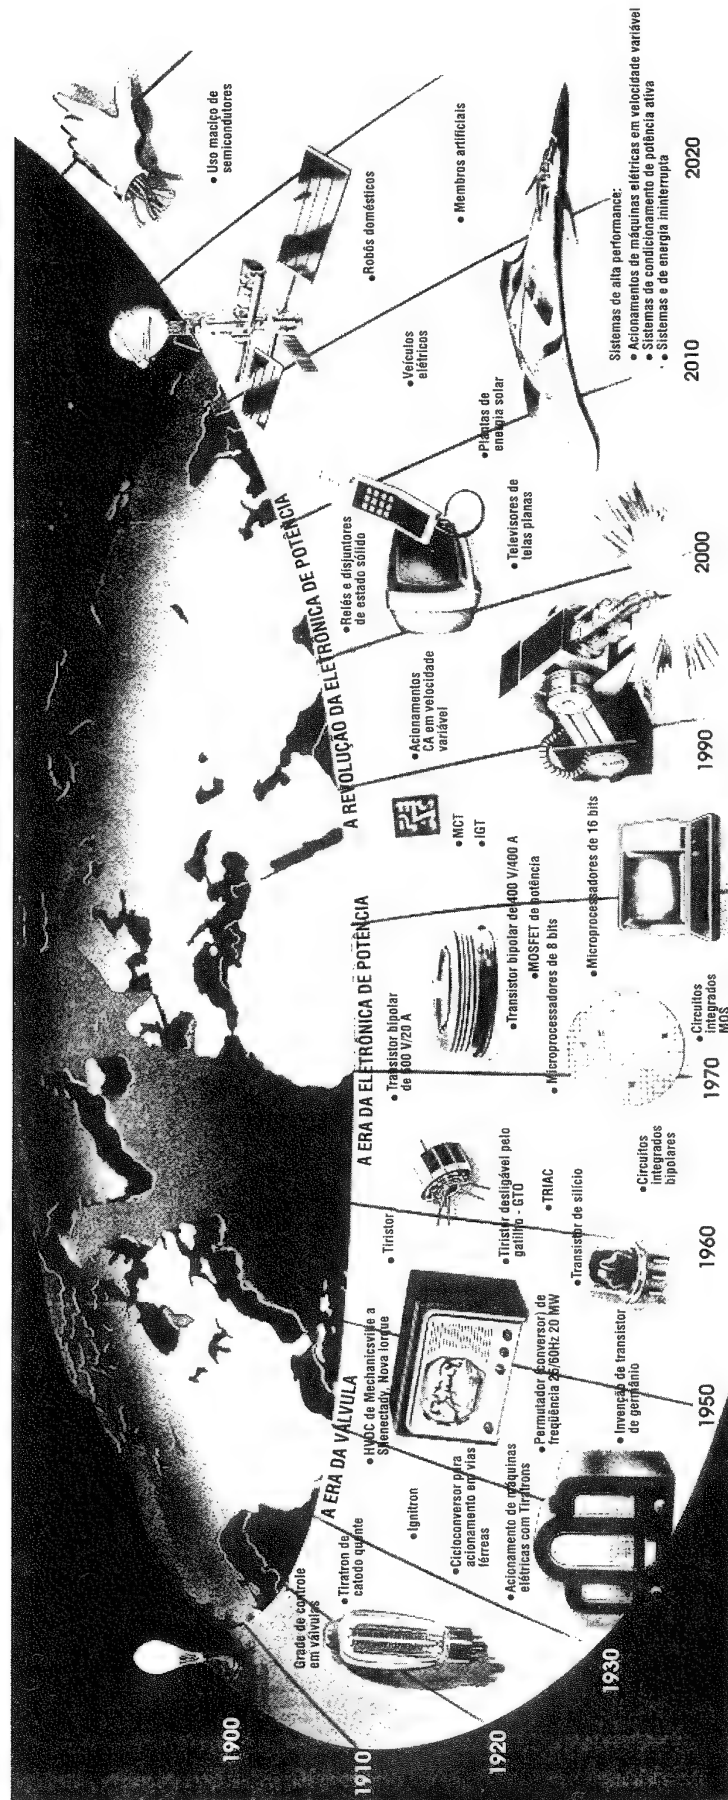 A ERA DA VÁLVULA
A ERA DA ELETRÔNICA DE POTÊNCIA
A REVOLUÇÃO DA ELETRÔNICA DE POTÊNCIA
Grade de controle
em válvulas
• Tiratron de
catodo quente
• Ignitron
• Cicloconversor para
acionamento em vias
férreas
• Acionamento de máquinas
elétricas com Tiratrons
• HVDC de Mechanicsville a
Shenectady, Nova Iorque
• Permutador (conversor) de
freqüência 25/60Hz 20 MW
• Invenção de transistor
de germânio
• Tiristor
• Tiristor desligável pelo
gatilho - GTO
• TRIAC
• Transistor de silício
• Circuitos
integrados
bipolares
• Transistor bipolar
de 500 V/20 A
• Transistor bipolar de 400 V/400 A
• MOSFET de potência
• Microprocessadores de 8 bits
• Microprocessadores de 16 bits
• Circuitos
integrados
MOS
• MCT
• IGT
• Acionamentos
CA em velocidade
variável
• Relés e disjuntores
de estado sólido
• Televisores de
telas planas
• Plantas de
energia solar
• Veículos
elétricos
• Robôs domésticos
• Membros artificiais
• Uso maciço de
semicondutores
Sistemas de alta performance:
• Acionamentos de máquinas elétricas em velocidade variável
• Sistemas de condicionamento de potência ativa
• Sistemas e de energia ininterrupta
1900
1910
1920
1930
1950
1960
1970
1990
2000
2010
2020